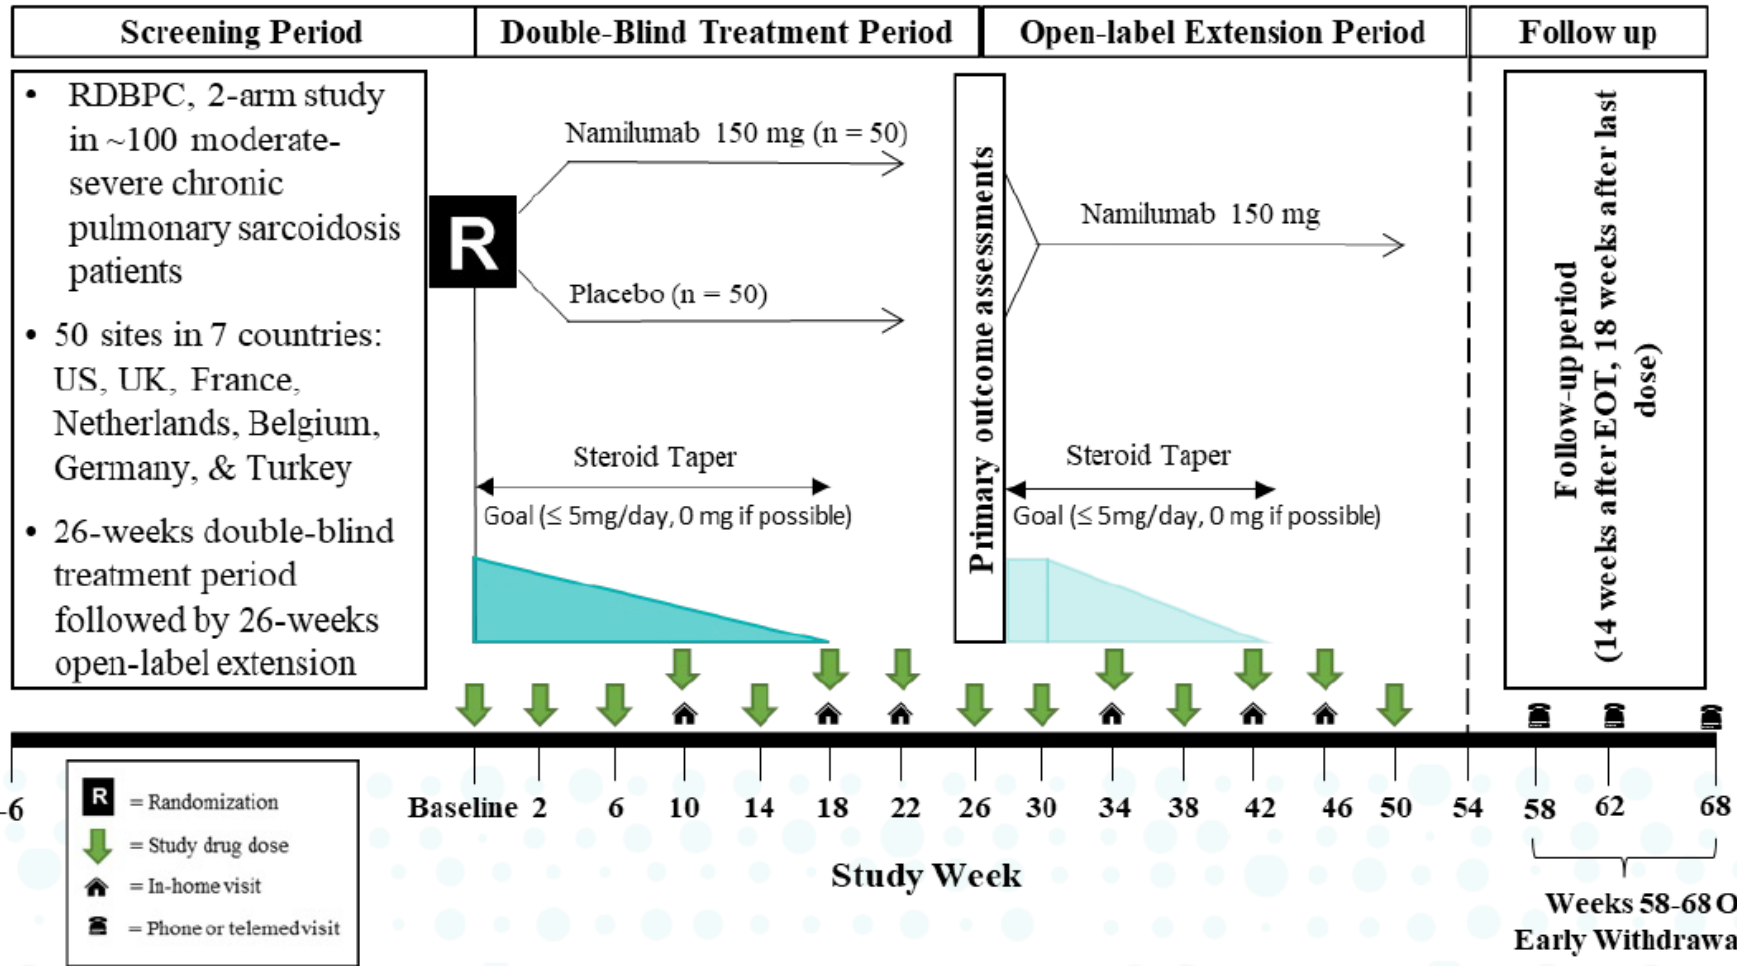 Screening Period
Double-Blind Treatment Period
Open-label Extension Period
Follow up
• RDBPC, 2-arm study
in ~100 moderate-
severe chronic
pulmonary sarcoidosis
patients
• 50 sites in 7 countries:
US, UK, France,
Netherlands, Belgium,
Germany, & Turkey
• 26-weeks double-blind
treatment period
followed by 26-weeks
open-label extension
R
Namilumab 150 mg (n = 50)
Placebo (n = 50)
Steroid Taper
Goal (≤ 5mg/day, 0 mg if possible)
Primary outcome assessments
Namilumab 150 mg
Steroid Taper
Goal (≤ 5mg/day, 0 mg if possible)
Follow-up period
(14 weeks after EOT, 18 weeks after last
dose)
-6
Baseline
2
6
10
14
18
22
26
30
34
38
42
46
50
54
58
62
68
Study Week
Weeks 58-68 O
Early Withdrawa
R = Randomization
= Study drug dose
= In-home visit
= Phone or telemed visit